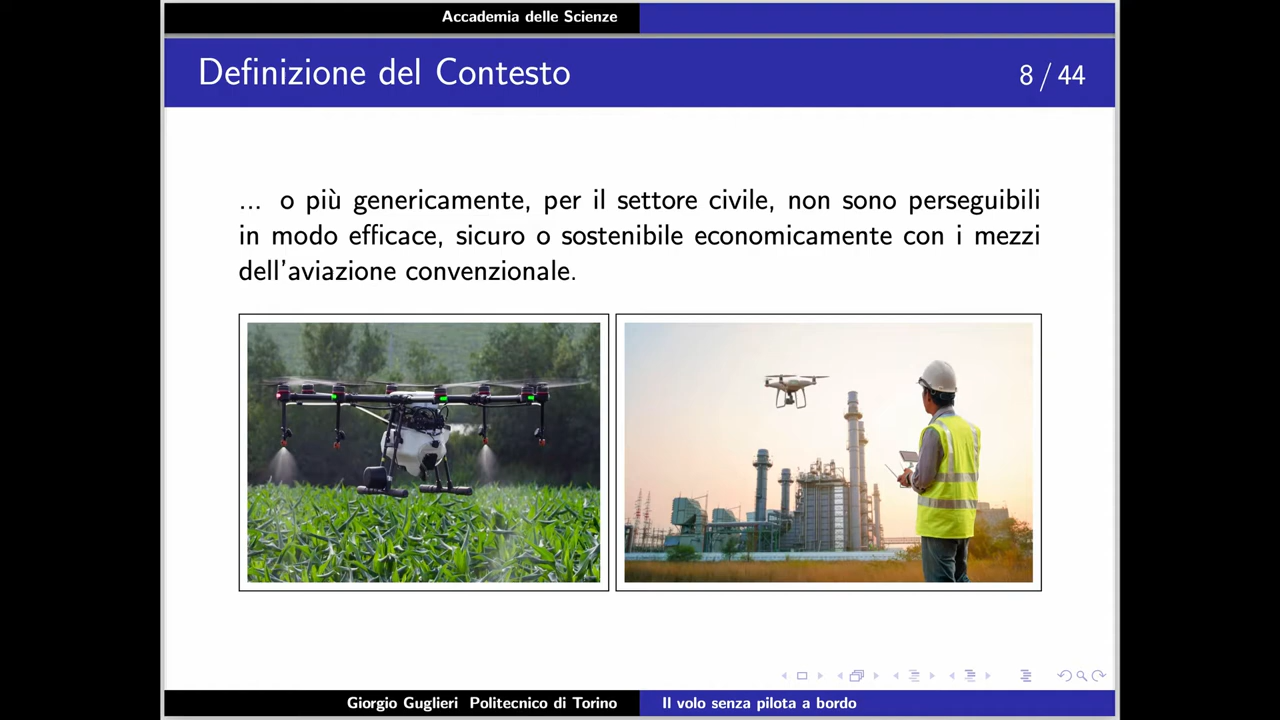 Accademia delle Scienze
Definizione del Contesto
8 / 44
... o più genericamente, per il settore civile, non sono perseguibili
in modo efficace, sicuro o sostenibile economicamente con i mezzi
dell'aviazione convenzionale.
Giorgio Guglieri Politecnico di Torino
Il volo senza pilota a bordo